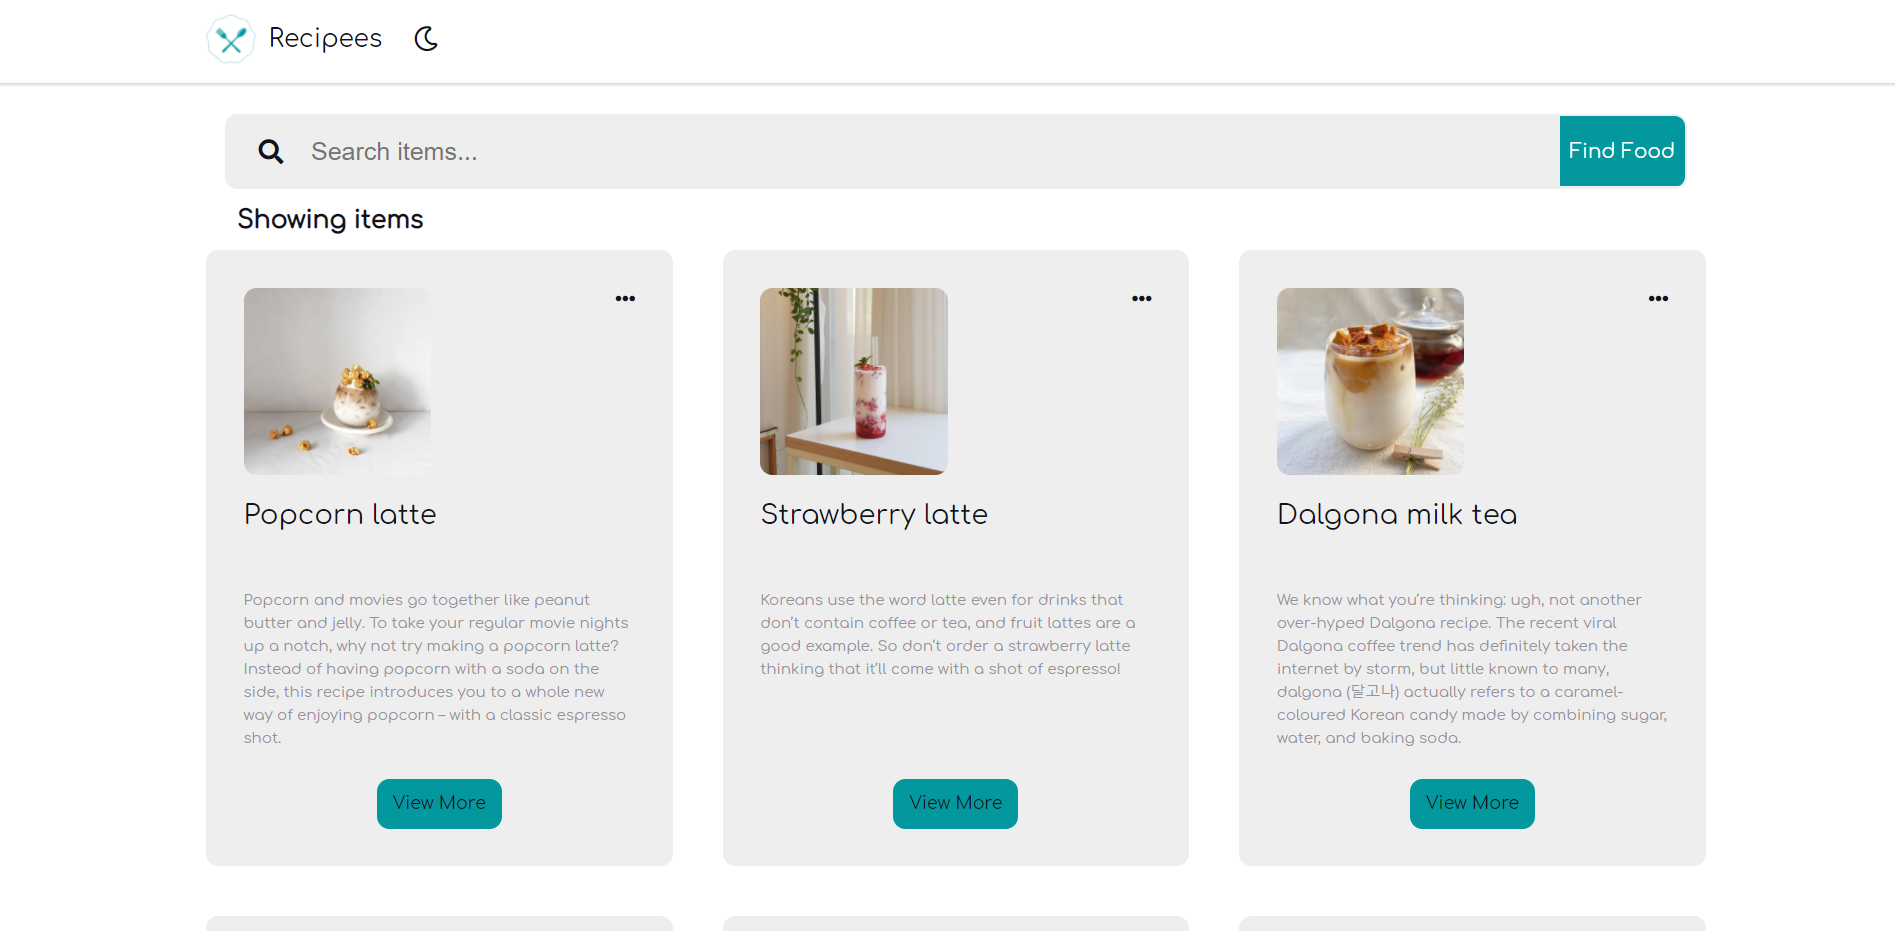 Recipees
Search items...
Find Food
Showing items
Popcorn latte
Popcorn and movies go together like peanut
butter and jelly. To take your regular movie nights
up a notch, why not try making a popcorn latte?
Instead of having popcorn with a soda on the
side, this recipe introduces you to a whole new
way of enjoying popcorn – with a classic espresso
shot.
View More
Strawberry latte
Koreans use the word latte even for drinks that
don’t contain coffee or tea, and fruit lattes are a
good example. So don’t order a strawberry latte
thinking that it’ll come with a shot of espresso!
View More
Dalgona milk tea
We know what you’re thinking: ugh, not another
over-hyped Dalgona recipe. The recent viral
Dalgona coffee trend has definitely taken the
internet by storm, but little known to many,
dalgona (달고나) actually refers to a caramel-
coloured Korean candy made by combining sugar,
water, and baking soda.
View More